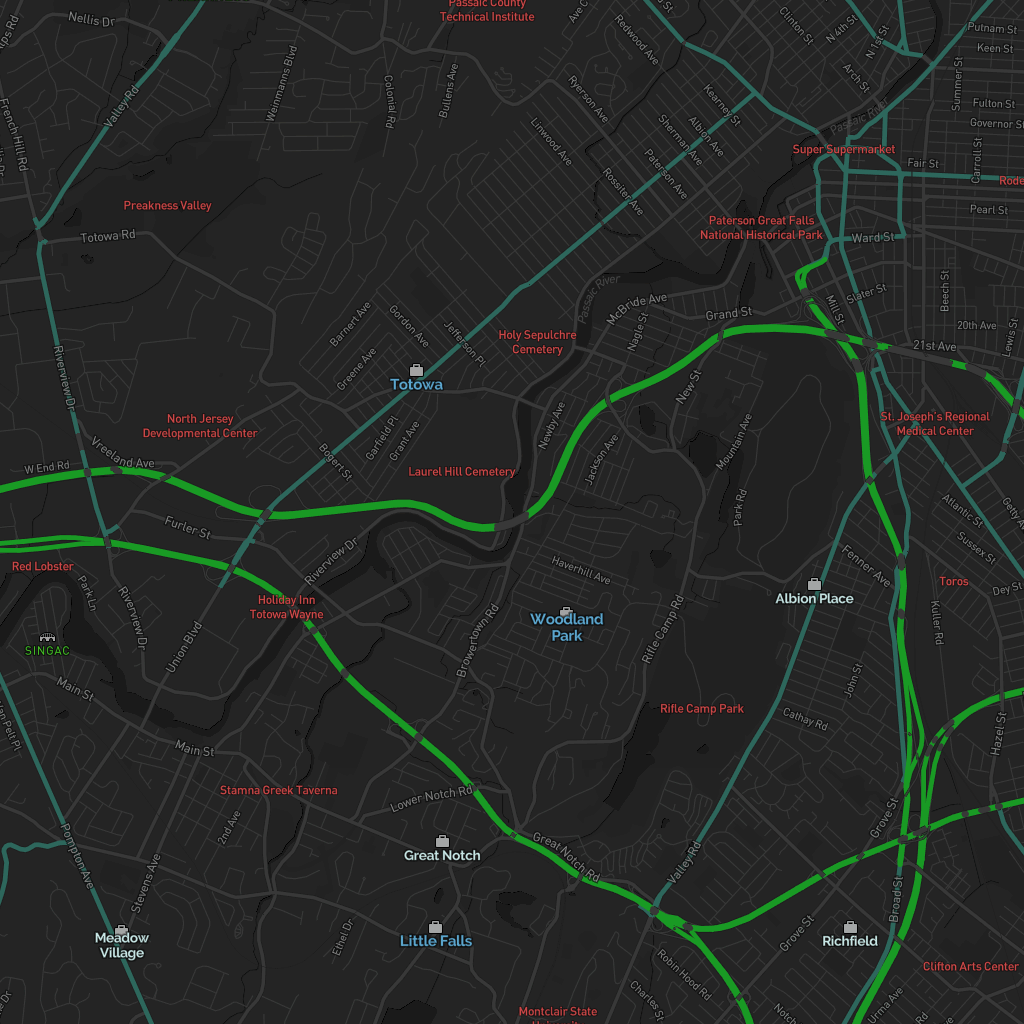 Passaic County
Technical Institute
Nellis Dr
Valley Rd
French Hill Rd
Weinmanns Blvd
Colonial Rd
Bullens Ave
Redwood Ave
Clinton St
N 4th St
N 1st St
Putnam St
Keen St
Summer St
Arch St
Ryerson Ave
Kearney St
Passaic River
Fulton St
Governor St
Linwood Ave
Sherman Ave
Albion Ave
Super Supermarket
Carroll St
Fair St
Paterson Ave
Rossiter Ave
Preakness Valley
Pearl St
Totowa Rd
Paterson Great Falls
National Historical Park
Ward St
Passaic River
McBride Ave
Mill St
Slater St
Beech St
Barnert Ave
Gordon Ave
Jefferson Pl
Grand St
Nagle St
20th Ave
Lewis St
21st Ave
Holy Sepulchre
Cemetery
Greene Ave
Totowa
Riverview Dr
New St
North Jersey
Developmental Center
Garfield Pl
Grant Ave
Newby Ave
Mountain Ave
St. Joseph's Regional
Medical Center
Vreeland Ave
W End Rd
Bogert St
Laurel Hill Cemetery
Jackson Ave
Park Rd
Furler St
Atlantic St
Sussex St
Riverview Dr
Haverhill Ave
Fenner Ave
Red Lobster
Park Ln
Riverview Dr
Holiday Inn
Totowa Wayne
Toros
Dey St
Albion Place
Woodland
Park
Browertown Rd
Rifle Camp Rd
Kuller Rd
Union Blvd
SINGAC
Main St
John St
Rifle Camp Park
Cathay Rd
Hazel St
Main St
Stamna Greek Taverna
Lower Notch Rd
2nd Ave
Grove St
Great Notch
Great Notch Rd
Valley Rd
Pompton Ave
Stevens Ave
Broad St
Meadow
Village
Ethel Dr
Little Falls
Grove St
Richfield
Robin Hood Rd
Clifton Arts Center
Charles St
Urma Ave
Montclair State